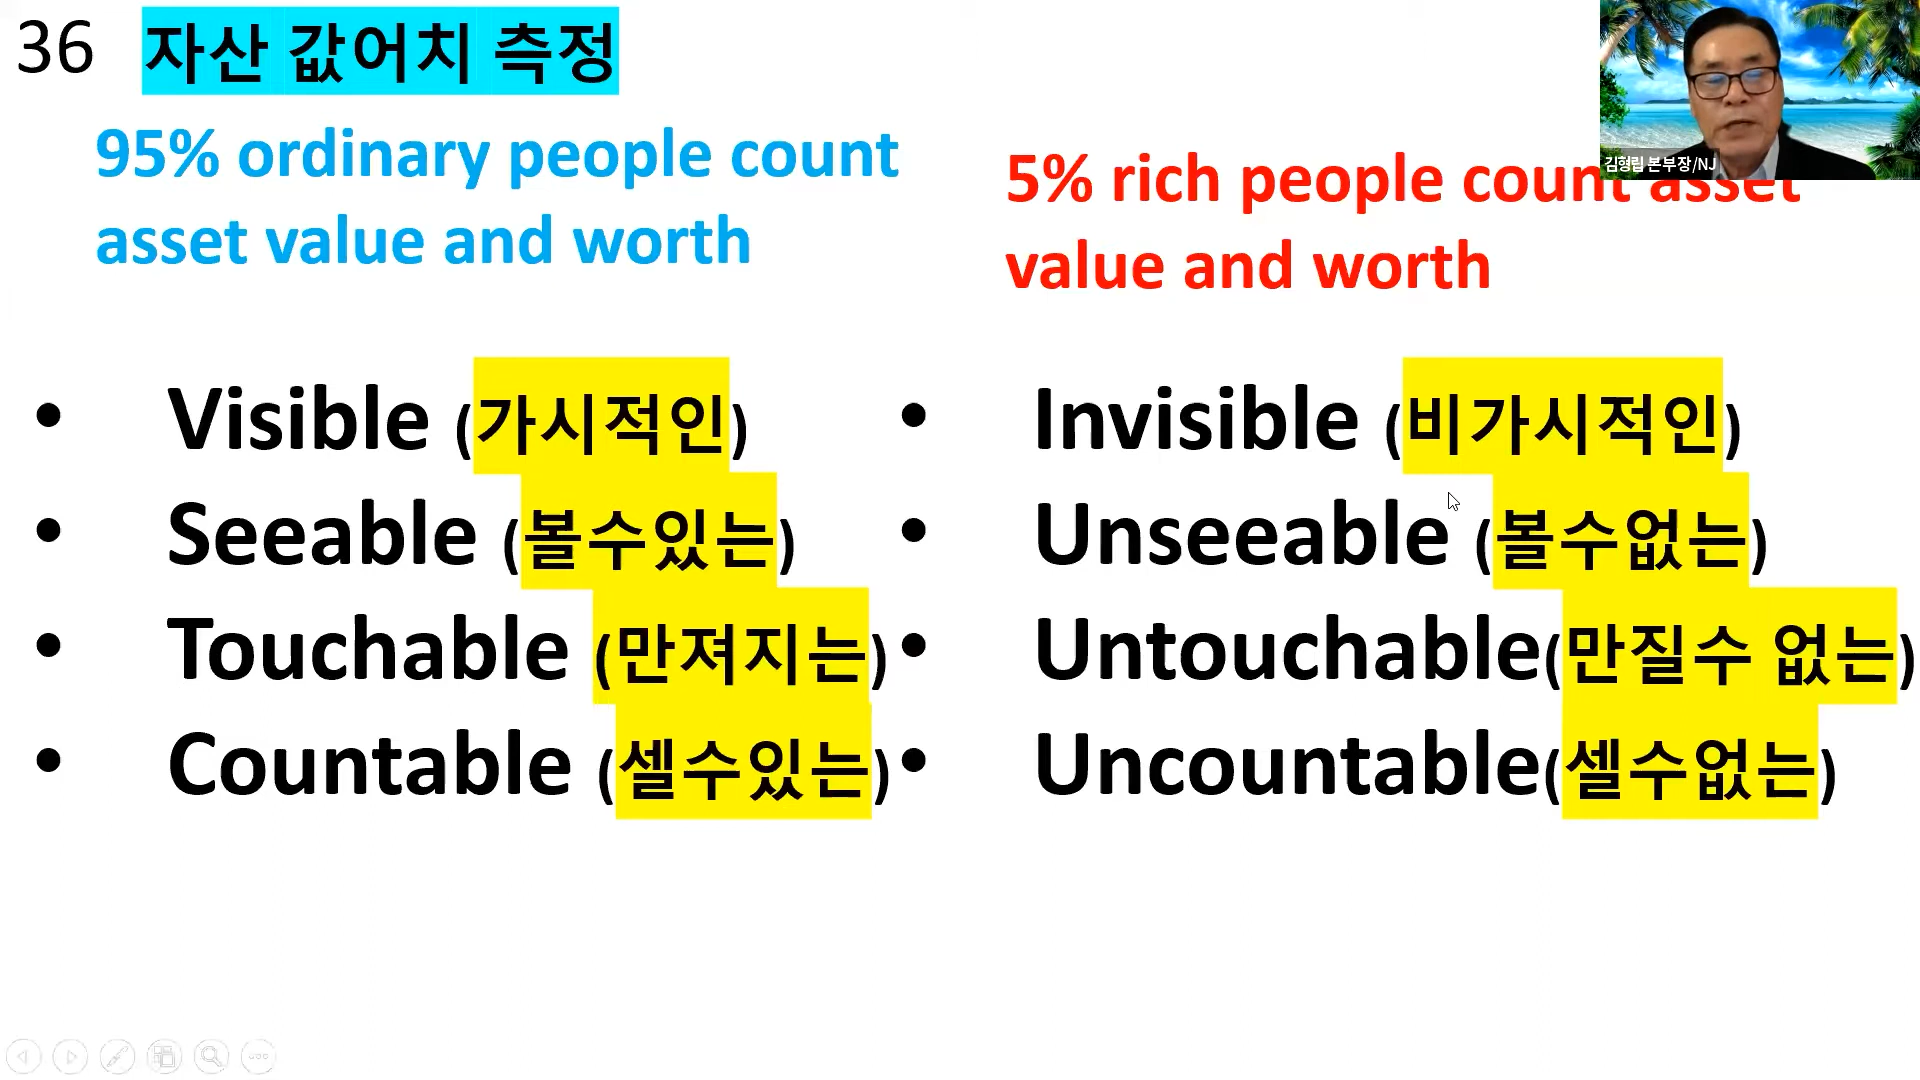 36 자산 값어치 측정
95% ordinary people count
asset value and worth
5% rich people count asset
value and worth
• Visible (가시적인)
• Seeable (볼수있는)
• Touchable (만져지는)
• Countable (셀수있는)
• Invisible (비가시적인)
• Unseeable (볼수없는)
• Untouchable(만질수 없는)
• Uncountable(셀수없는)
김형립 본부장/NJ